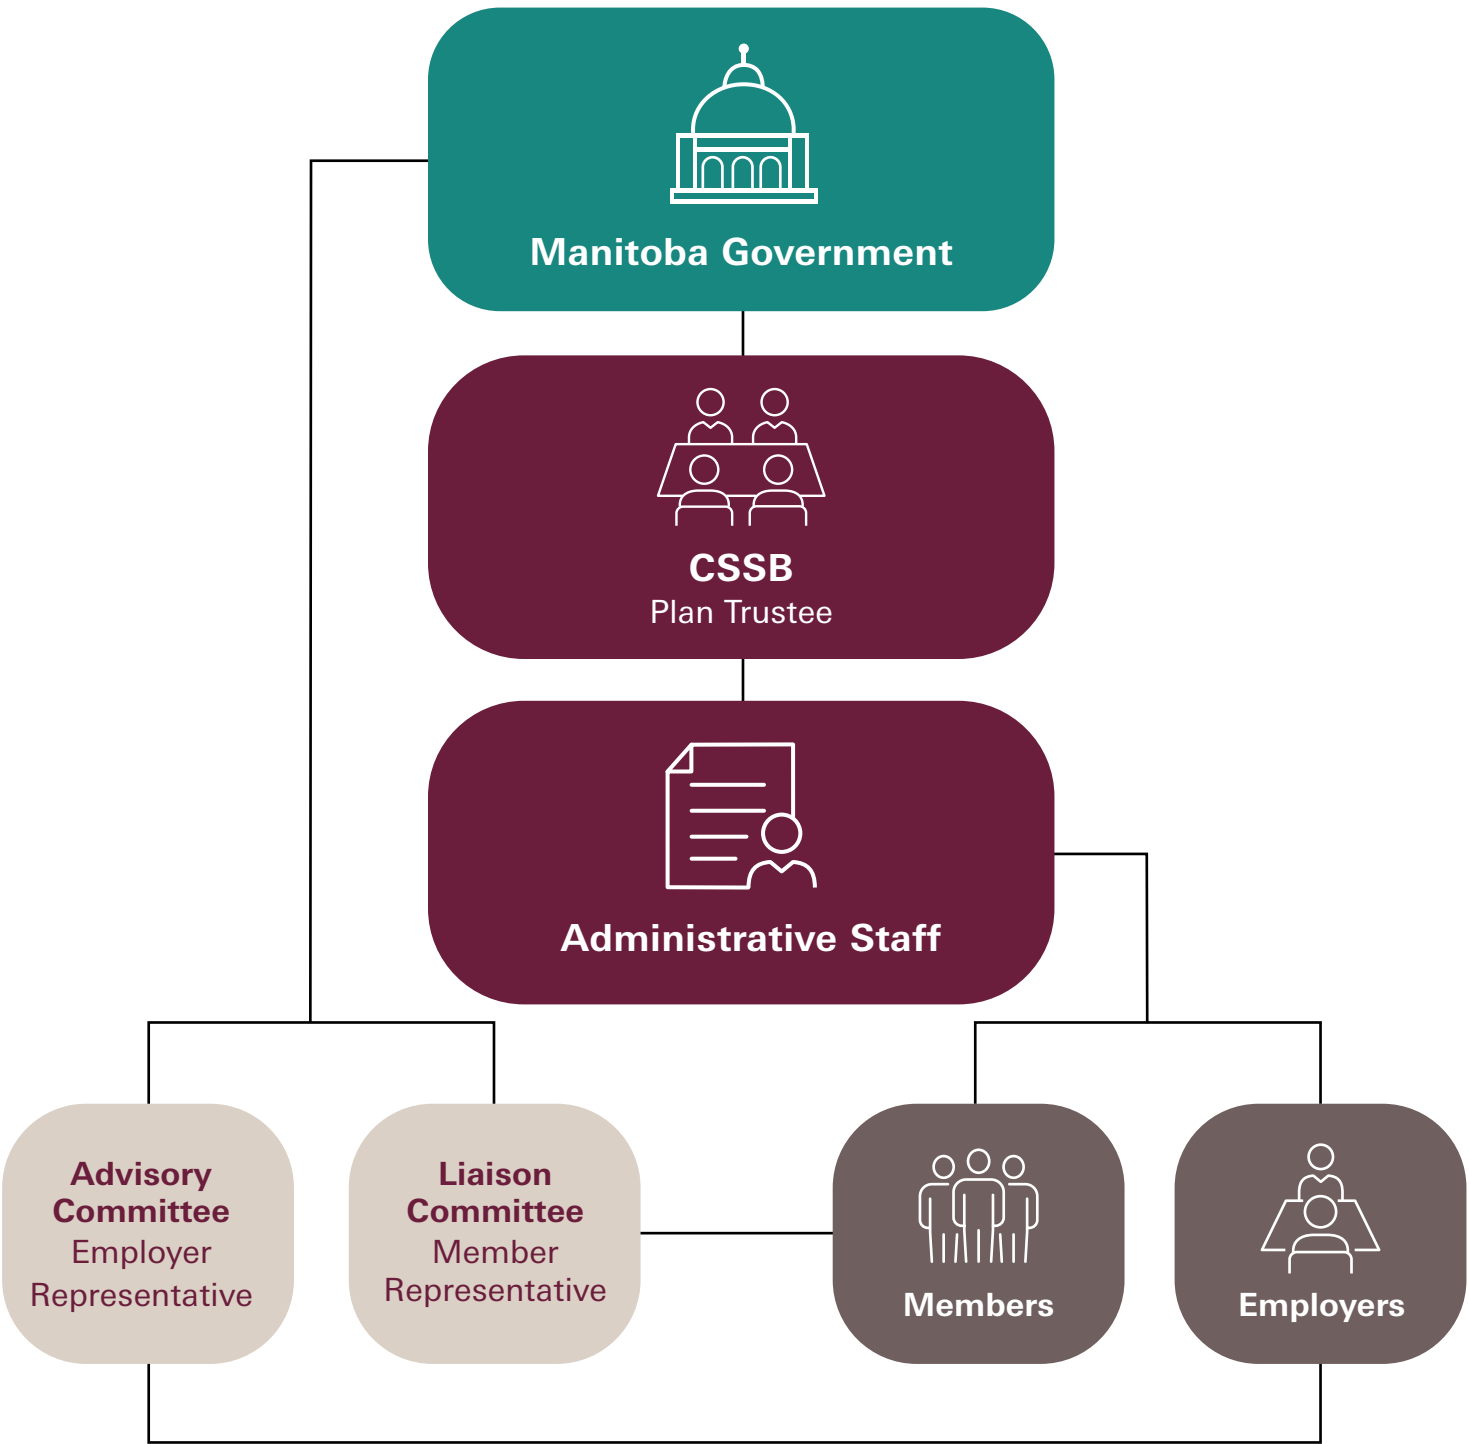 Manitoba Government
CSSB
Plan Trustee
Administrative Staff
Advisory
Committee
Employer
Representative
Liaison
Committee
Member
Representative
Members
Employers